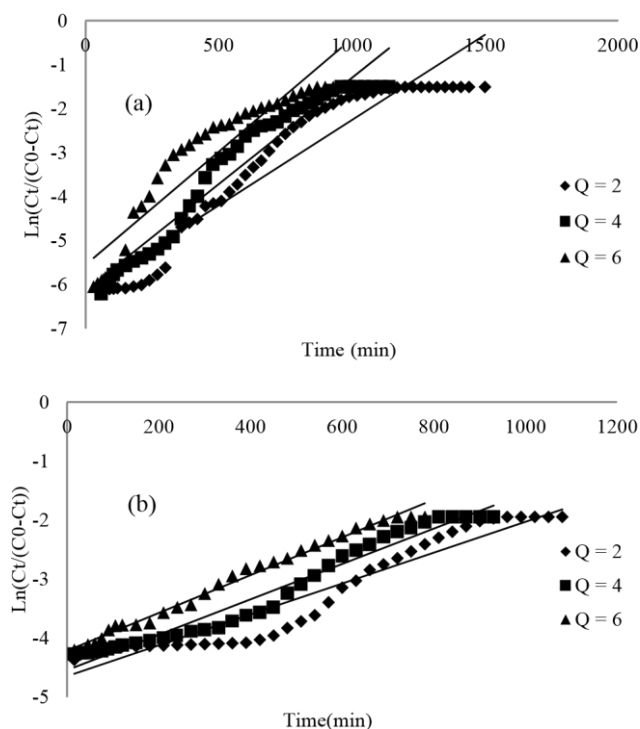 0
0 500 1000 1500 2000
-1
-2
(a)
-3
-4
-5
-6
-7
Ln(Ct/(C0-Ct))
Q = 2
Q = 4
Q = 6
Time (min)
0
0 200 400 600 800 1000 1200
-1
(b)
-2
-3
-4
-5
Ln(Ct/(C0-Ct))
Q = 2
Q = 4
Q = 6
Time(min)